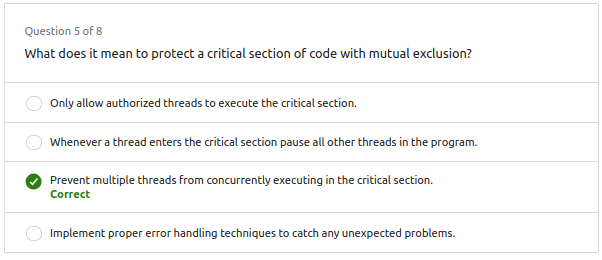 Question 5 of 8
What does it mean to protect a critical section of code with mutual exclusion?
Only allow authorized threads to execute the critical section.
Whenever a thread enters the critical section pause all other threads in the program.
Prevent multiple threads from concurrently executing in the critical section.
Correct
Implement proper error handling techniques to catch any unexpected problems.